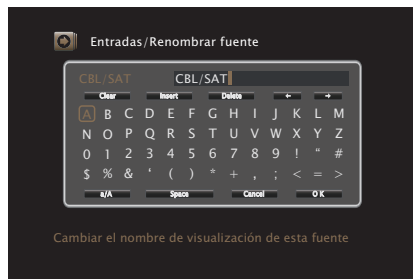 Entradas/Renombrar fuente
CBL/SAT CBL/SAT
Clear Insert Delete ← →
A B C D E F G H I J K L M
N O P Q R S T U V W X Y Z
0 1 2 3 4 5 6 7 8 9 ! “ #
$ % & ‘ ( ) * + , ; < = >
a/A Space Cancel OK
Cambiar el nombre de visualización de esta fuente